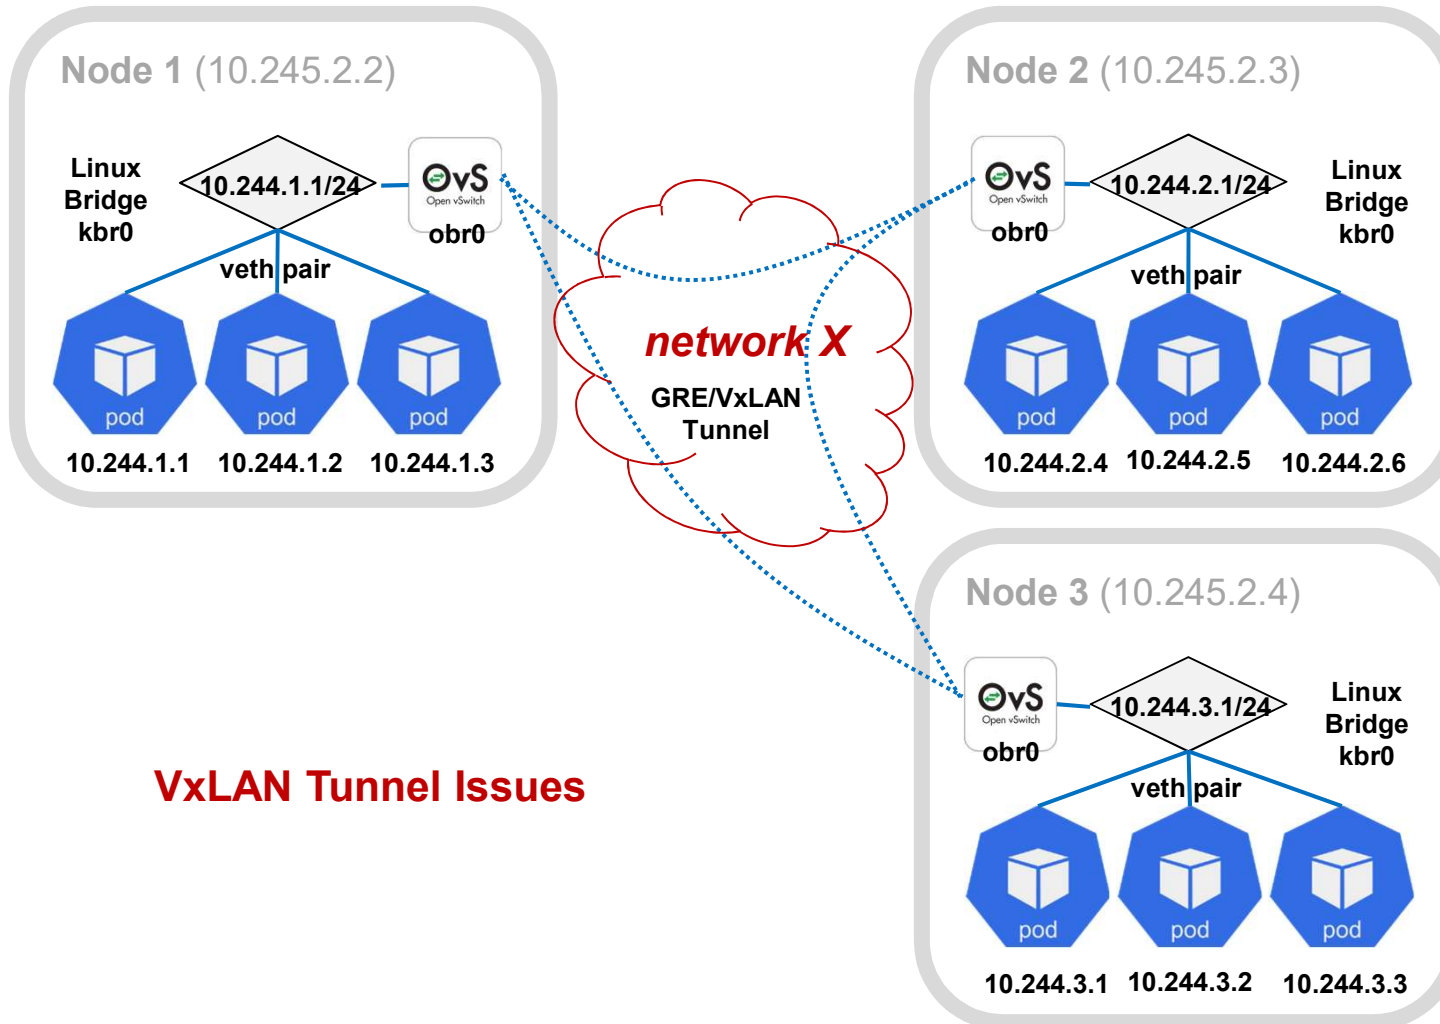 Node 1 (10.245.2.2)
Linux
Bridge
kbr0
10.244.1.1/24
OvS
Open vSwitch
obr0
veth pair
pod
pod
pod
10.244.1.1
10.244.1.2
10.244.1.3
network X
GRE/VxLAN
Tunnel
Node 2 (10.245.2.3)
OvS
Open vSwitch
obr0
10.244.2.1/24
Linux
Bridge
kbr0
veth pair
pod
pod
pod
10.244.2.4
10.244.2.5
10.244.2.6
Node 3 (10.245.2.4)
OvS
Open vSwitch
obr0
10.244.3.1/24
Linux
Bridge
kbr0
veth pair
pod
pod
pod
10.244.3.1
10.244.3.2
10.244.3.3
VxLAN Tunnel Issues